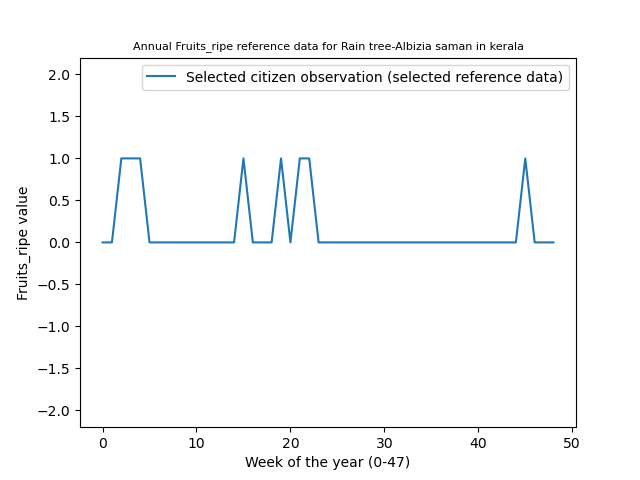 Annual Fruits_ripe reference data for Rain tree-Albizia saman in kerala
Selected citizen observation (selected reference data)
2.0
1.5
1.0
0.5
0.0
−0.5
−1.0
−1.5
−2.0
Fruits_ripe value
0 10 20 30 40 50
Week of the year (0-47)